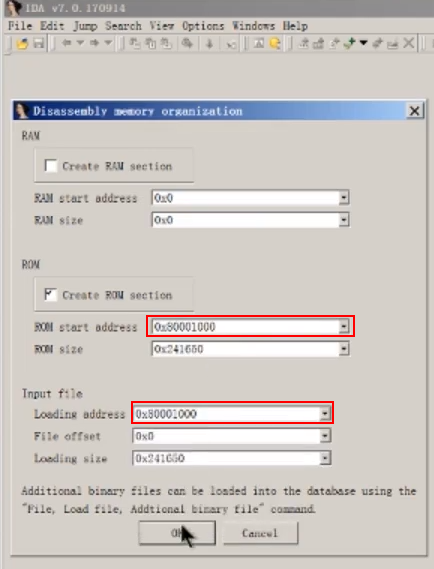 IDA v7.0.170914
File Edit Jump Search View Options Windows Help
Disassembly memory organization
RAM
Create RAM section
RAM start address 0x0
RAM size 0x0
ROM
Create ROM section
ROM start address 0x80001000
ROM size 0x241650
Input file
Loading address 0x80001000
File offset 0x0
Loading size 0x241650
Additional binary files can be loaded into the database using the
"File, Load file, Addtional binary file" command.
OK Cancel